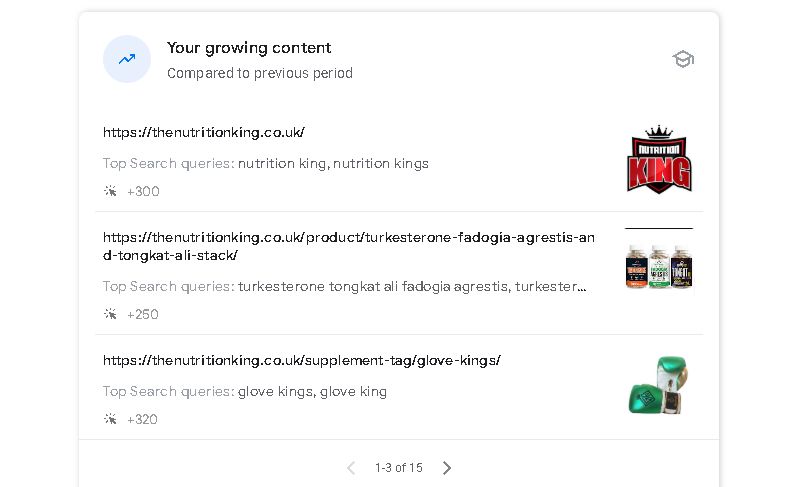 Your growing content
Compared to previous period
https://thenutritionking.co.uk/
Top Search queries: nutrition king, nutrition kings
+300
NUTRITION
KING
https://thenutritionking.co.uk/product/turkesterone-fadogia-agrestis-an
d-tongkat-ali-stack/
Top Search queries: turkesterone tongkat ali fadogia agrestis, turkester...
+250
https://thenutritionking.co.uk/supplement-tag/glove-kings/
Top Search queries: glove kings, glove king
+320
1-3 of 15